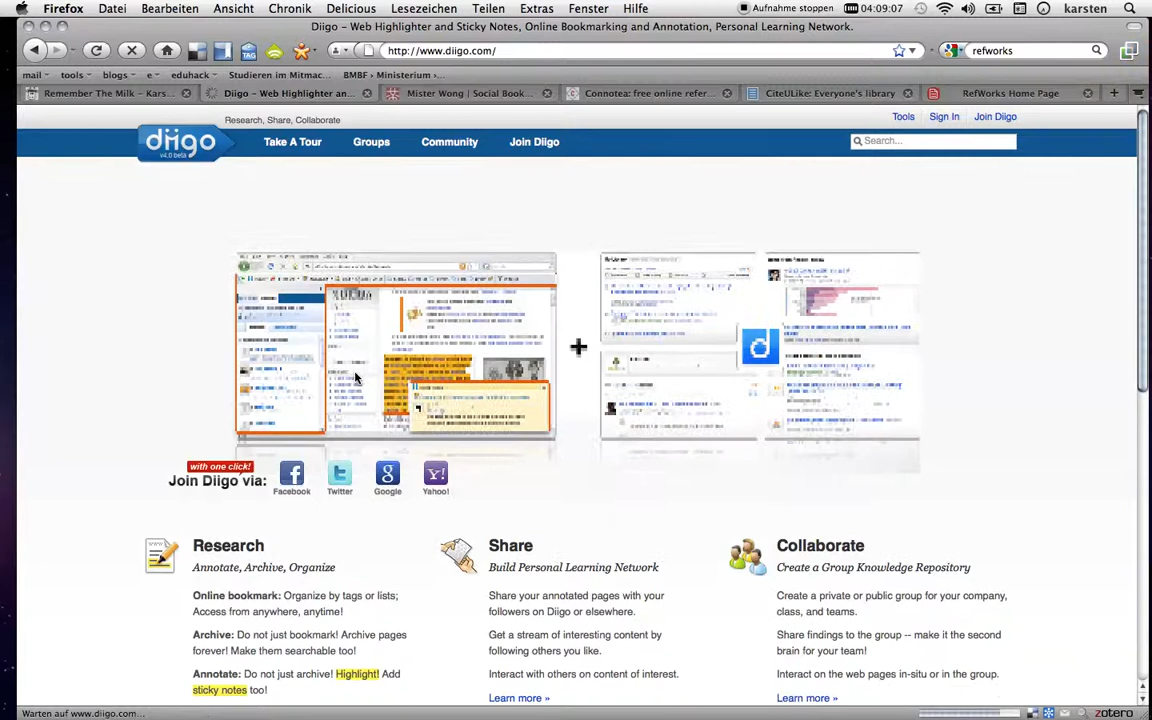 Firefox Datei Bearbeiten Ansicht Chronik Delicious Lesezeichen Teilen Extras Fenster Hilfe Aufnahme stoppen 04:09:07 karsten
Diigo - Web Highlighter and Sticky Notes, Online Bookmarking and Annotation, Personal Learning Network.
TAG http://www.diigo.com/ refworks
mail tools blogs e eduhack Studieren im Mitmac... BMBF › Ministerium ›...
Remember The Milk - Kars... Diigo - Web Highlighter an... Mister Wong | Social Book... Connotea: free online refer... CiteULike: Everyone's library RefWorks Home Page
Research, Share, Collaborate Tools Sign In Join Diigo
diigo Take A Tour Groups Community Join Diigo Search...
v4.0 beta
with one click!
Join Diigo via:
Facebook Twitter Google Yahoo!
Research Share Collaborate
Annotate, Archive, Organize Build Personal Learning Network Create a Group Knowledge Repository
Online bookmark: Organize by tags or lists; Share your annotated pages with your Create a private or public group for your company,
Access from anywhere, anytime! followers on Diigo or elsewhere. class, and teams.
Archive: Do not just bookmark! Archive pages Get a stream of interesting content by Share findings to the group -- make it the second
forever! Make them searchable too! following others you like. brain for your team!
Annotate: Do not just archive! Highlight! Add Interact with others on content of interest. Interact on the web pages in-situ or in the group.
sticky notes too! Learn more » Learn more »
Warten auf www.diigo.com... zotero